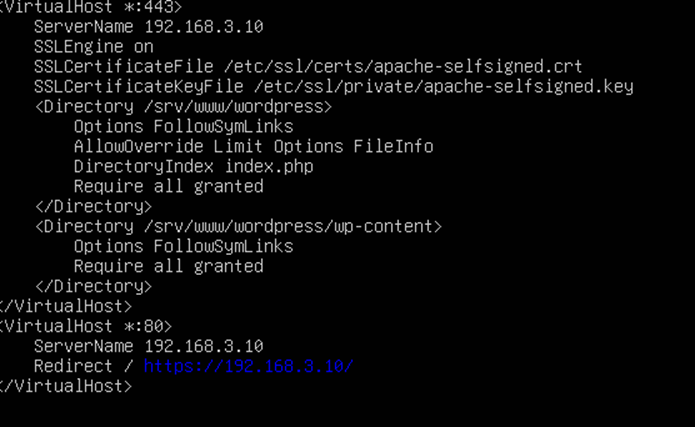 <VirtualHost *:443>
    ServerName 192.168.3.10
    SSLEngine on
    SSLCertificateFile /etc/ssl/certs/apache-selfsigned.crt
    SSLCertificateKeyFile /etc/ssl/private/apache-selfsigned.key
    <Directory /srv/www/wordpress>
        Options FollowSymLinks
        AllowOverride Limit Options FileInfo
        DirectoryIndex index.php
        Require all granted
    </Directory>
    <Directory /srv/www/wordpress/wp-content>
        Options FollowSymLinks
        Require all granted
    </Directory>
</VirtualHost>
<VirtualHost *:80>
    ServerName 192.168.3.10
    Redirect / https://192.168.3.10/
</VirtualHost>